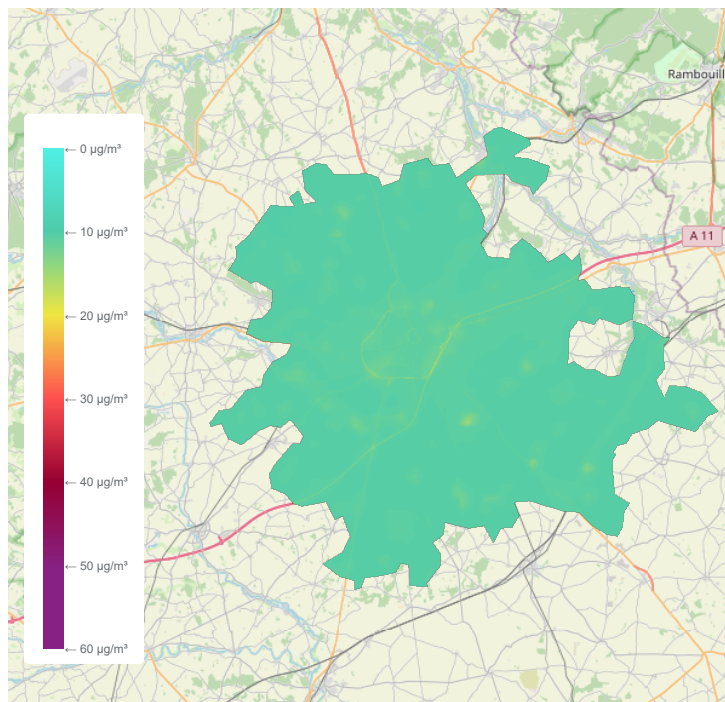 Rambouill
A 11
← 0 µg/m³
← 10 µg/m³
← 20 µg/m³
← 30 µg/m³
← 40 µg/m³
← 50 µg/m³
← 60 µg/m³